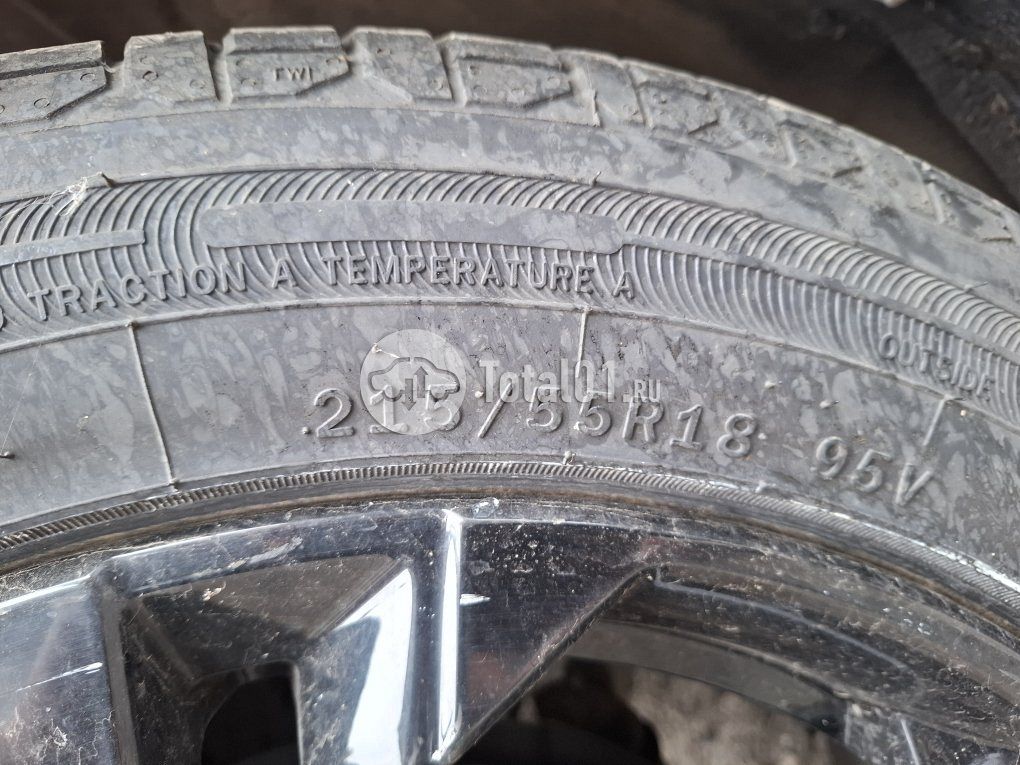 TWI
TRACTION A TEMPERATURE A
OUTSIDE
Total01.RU
215/55R18 95V